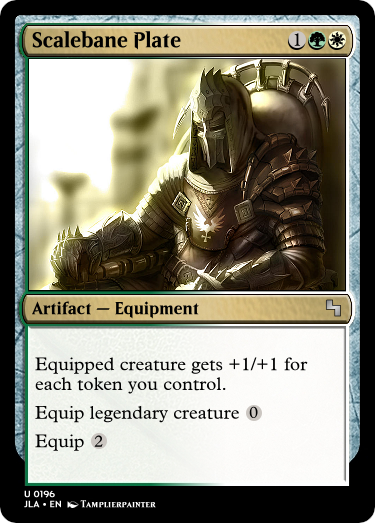 Scalebane Plate 1
Artifact — Equipment
Equipped creature gets +1/+1 for
each token you control.
Equip legendary creature 0
Equip 2
U 0196
JLA • EN Tamplierpainter